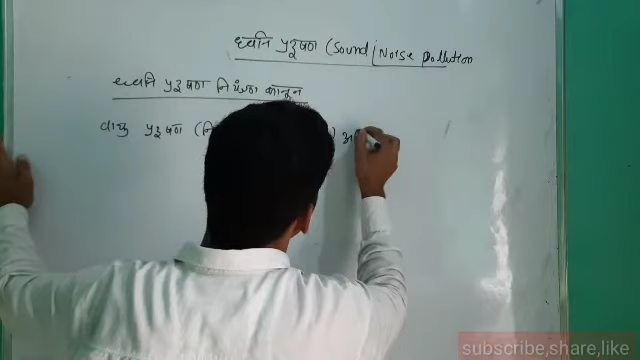 ध्वनि प्रदूषण (Sound/Noise Pollution
ध्वनि प्रदूषण नियंत्रण कानून
वायु प्रदूषण (
subscribe,share,like